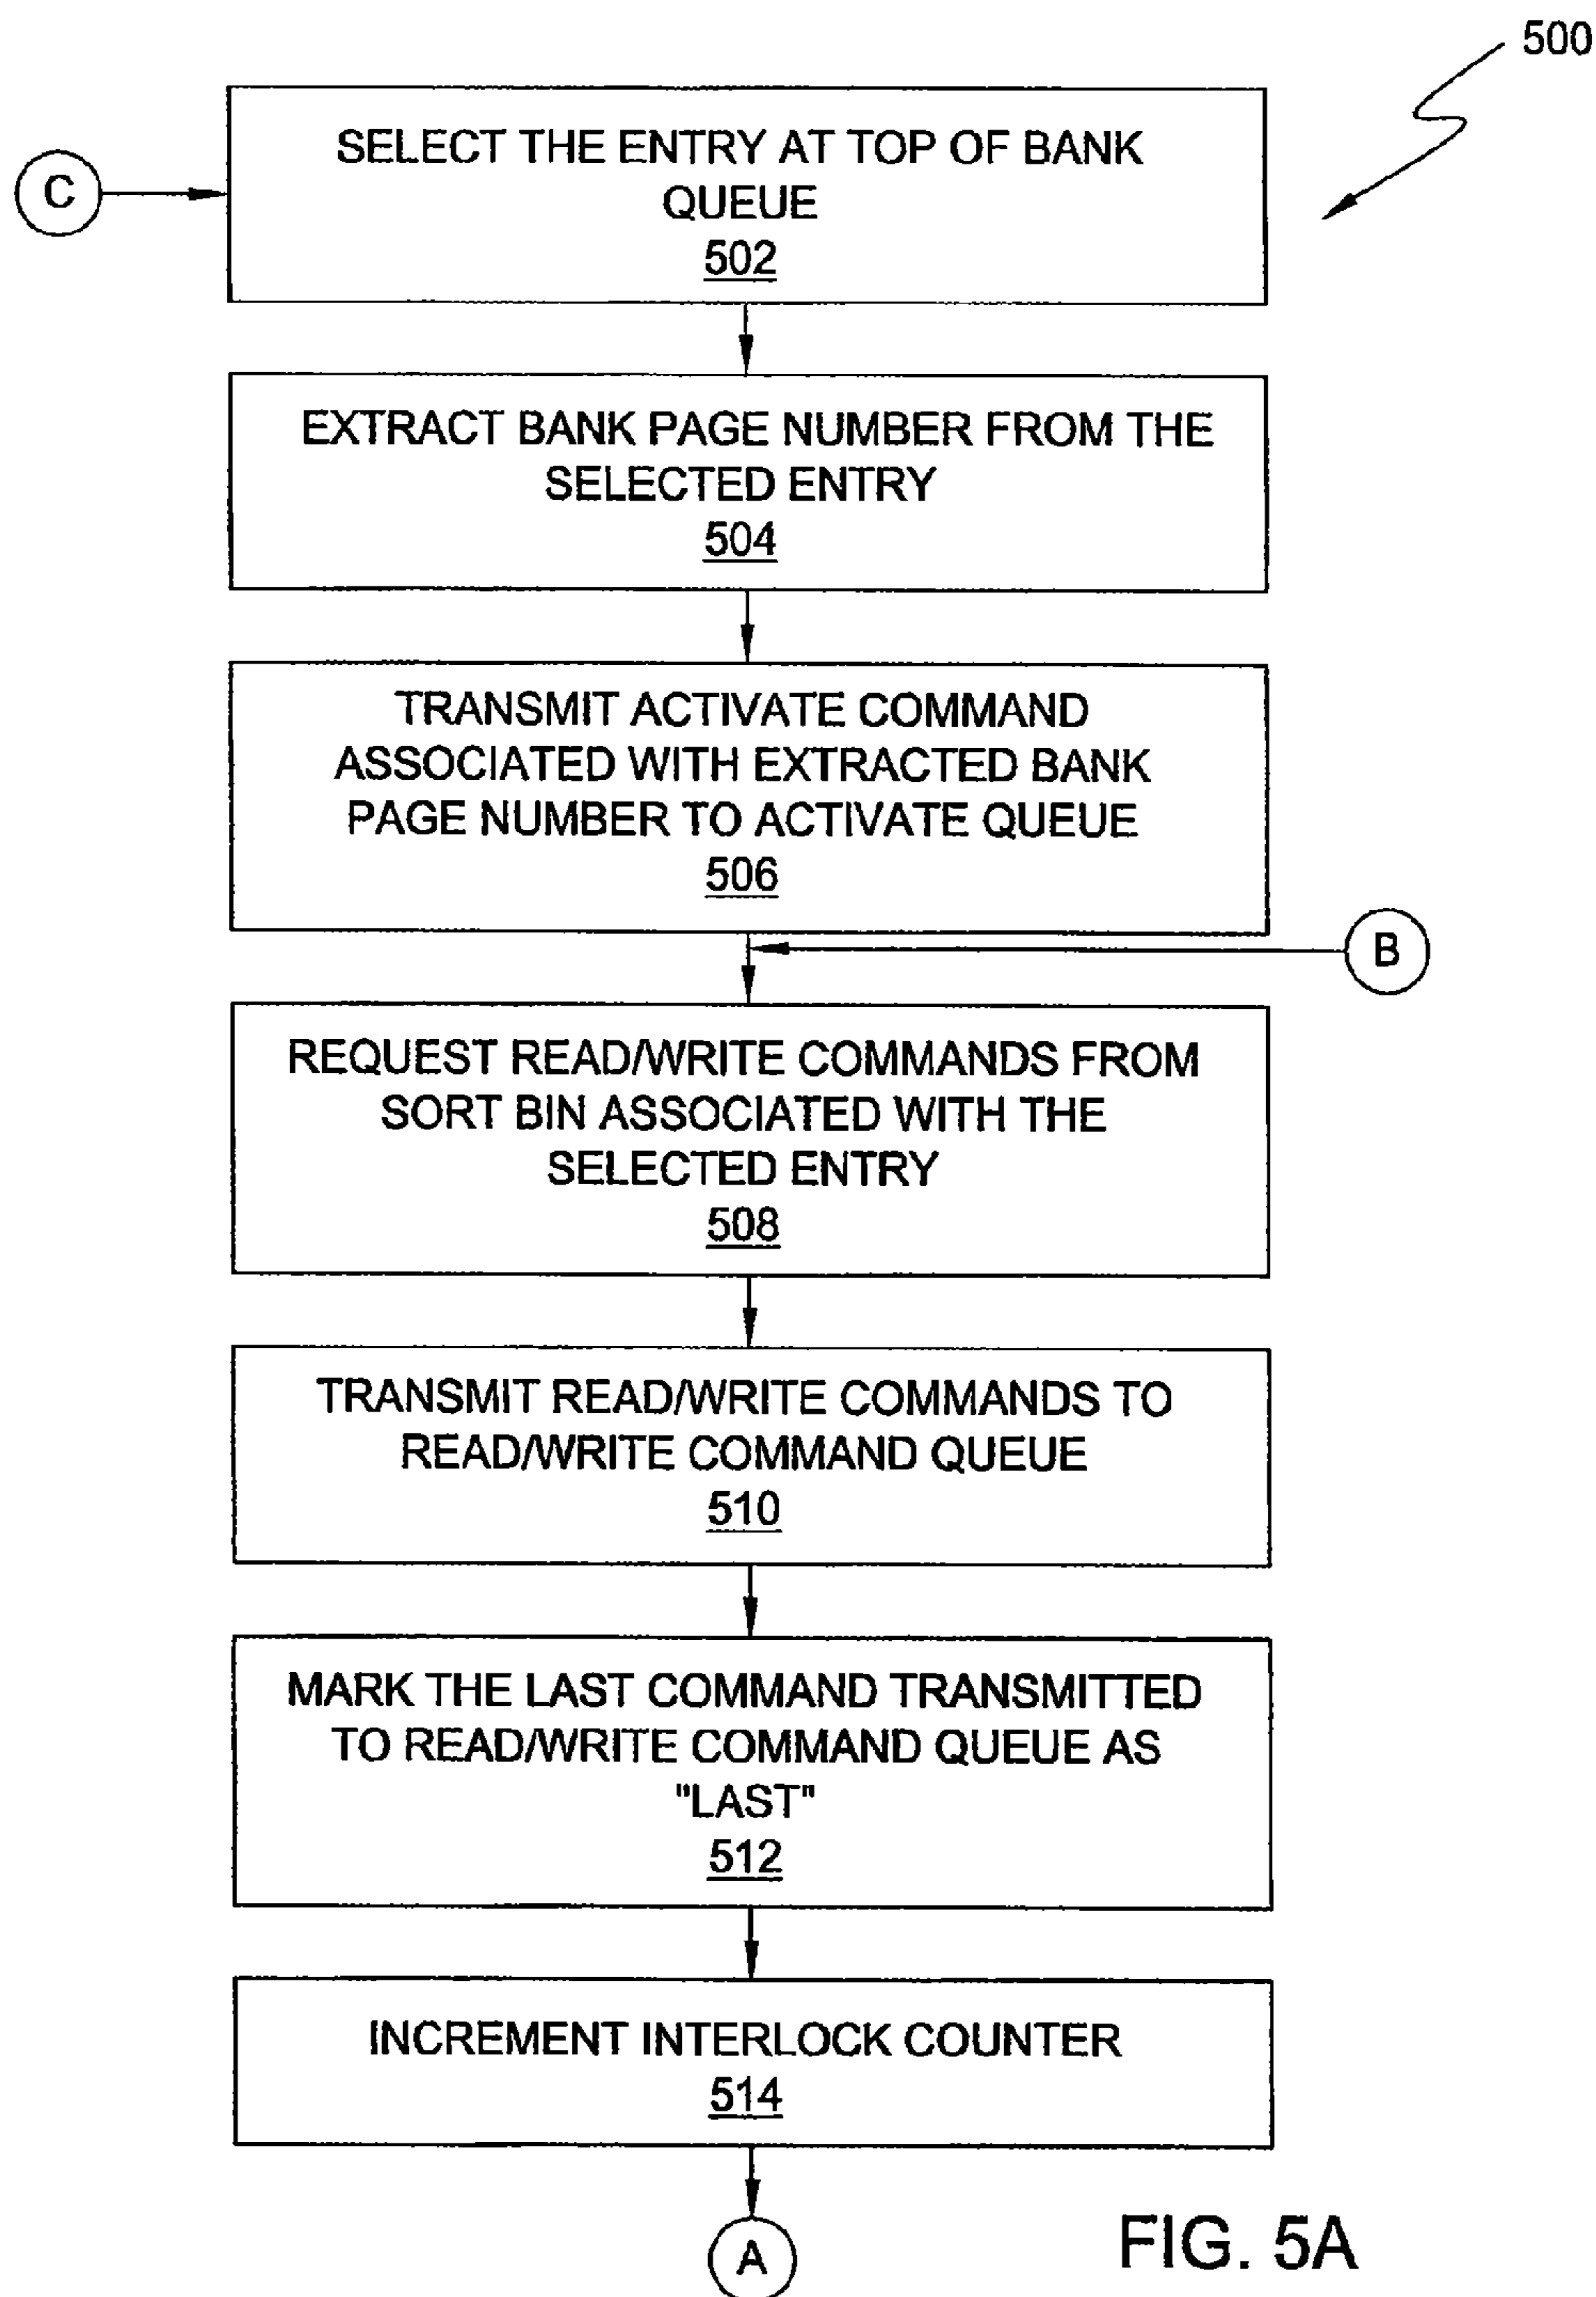 500
SELECT THE ENTRY AT TOP OF BANK
QUEUE
502
C
EXTRACT BANK PAGE NUMBER FROM THE
SELECTED ENTRY
504
TRANSMIT ACTIVATE COMMAND
ASSOCIATED WITH EXTRACTED BANK
PAGE NUMBER TO ACTIVATE QUEUE
506
B
REQUEST READ/WRITE COMMANDS FROM
SORT BIN ASSOCIATED WITH THE
SELECTED ENTRY
508
TRANSMIT READ/WRITE COMMANDS TO
READ/WRITE COMMAND QUEUE
510
MARK THE LAST COMMAND TRANSMITTED
TO READ/WRITE COMMAND QUEUE AS
"LAST"
512
INCREMENT INTERLOCK COUNTER
514
A
FIG. 5A